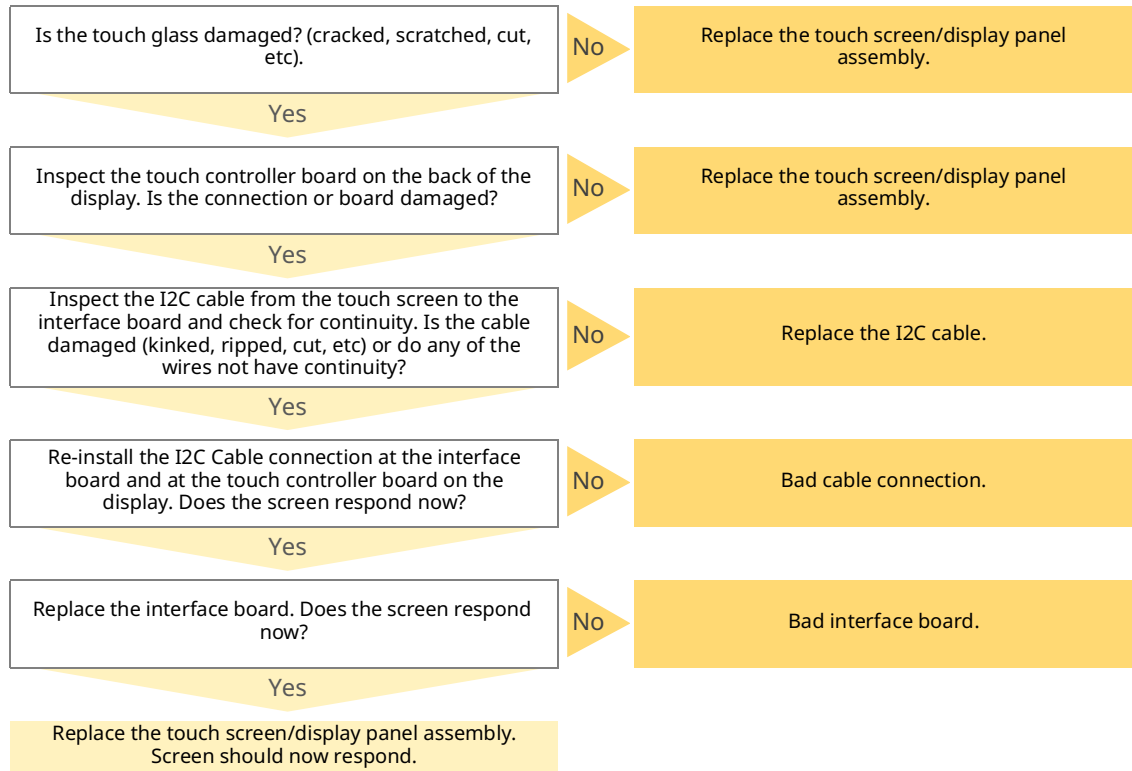 Is the touch glass damaged? (cracked, scratched, cut,
etc).
No
Replace the touch screen/display panel
assembly.
Yes
Inspect the touch controller board on the back of the
display. Is the connection or board damaged?
No
Replace the touch screen/display panel
assembly.
Yes
Inspect the I2C cable from the touch screen to the
interface board and check for continuity. Is the cable
damaged (kinked, ripped, cut, etc) or do any of the
wires not have continuity?
No
Replace the I2C cable.
Yes
Re-install the I2C Cable connection at the interface
board and at the touch controller board on the
display. Does the screen respond now?
No
Bad cable connection.
Yes
Replace the interface board. Does the screen respond
now?
No
Bad interface board.
Yes
Replace the touch screen/display panel assembly.
Screen should now respond.